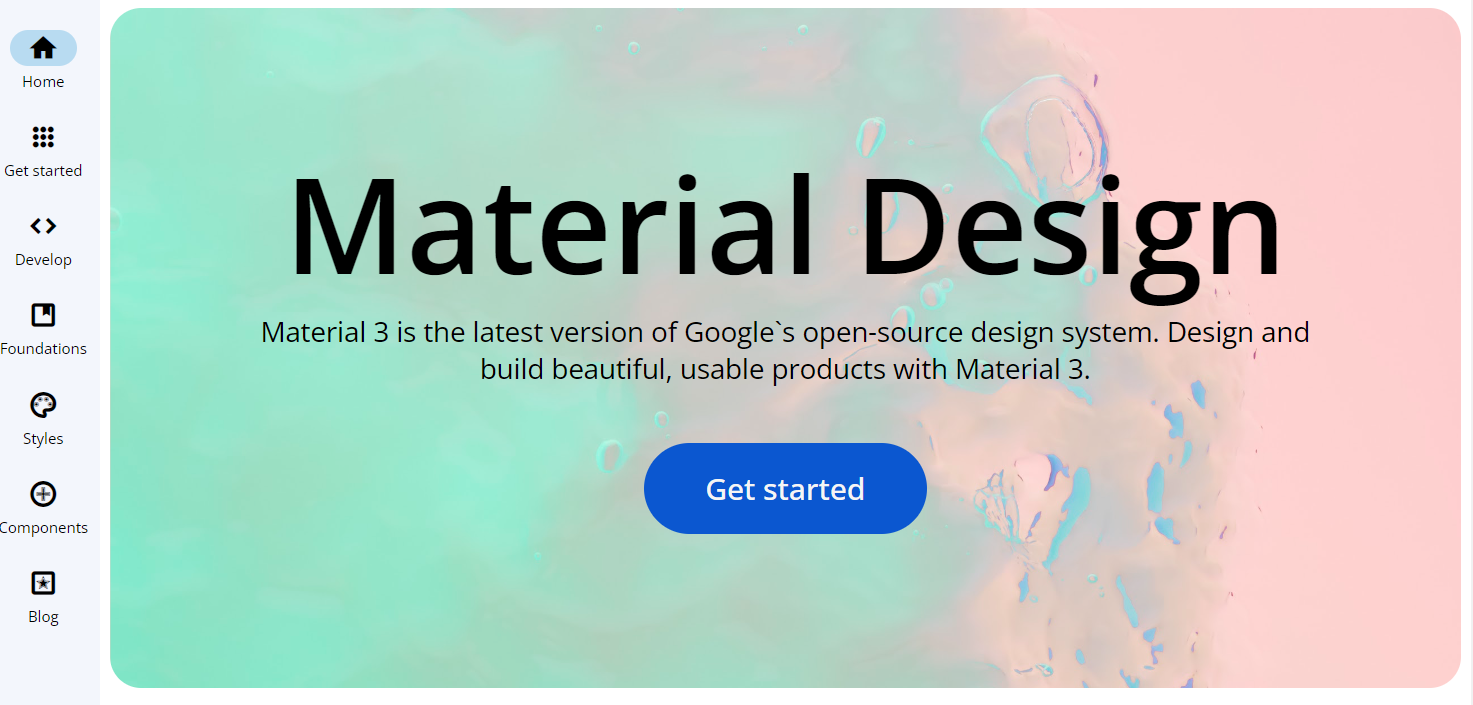 Home
Get started
Develop
Foundations
Styles
Components
Blog
Material Design
Material 3 is the latest version of Google`s open-source design system. Design and
build beautiful, usable products with Material 3.
Get started